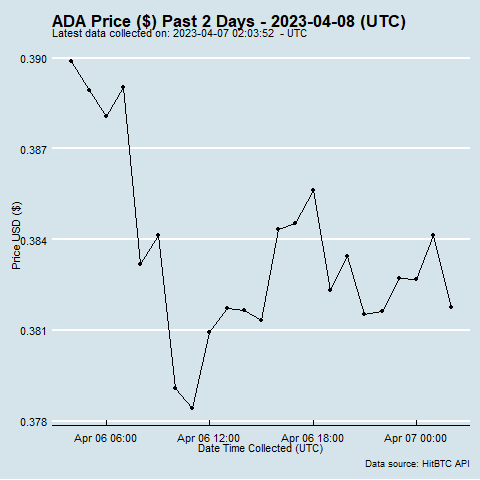 ADA Price ($) Past 2 Days - 2023-04-08 (UTC)
Latest data collected on: 2023-04-07 02:03:52  - UTC
0.390
0.387
0.384
0.381
0.378
Price USD ($)
Apr 06 06:00 Apr 06 12:00 Apr 06 18:00 Apr 07 00:00
Date Time Collected (UTC)
Data source: HitBTC API